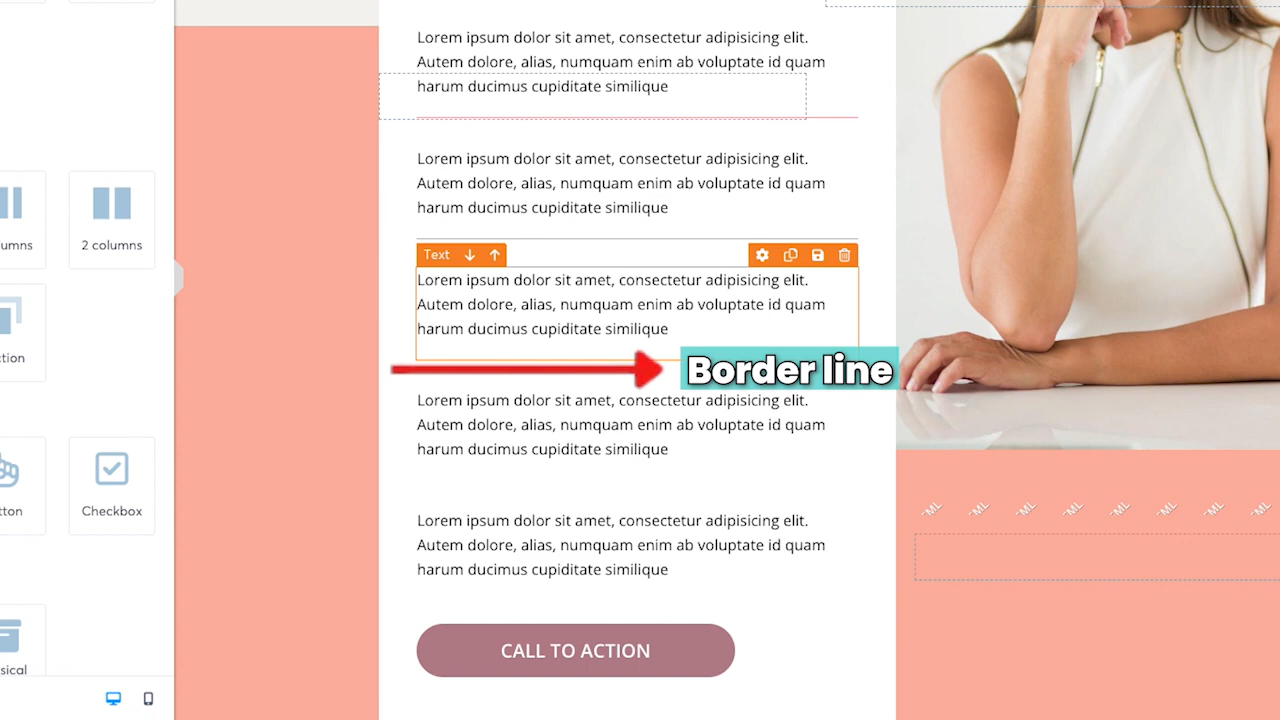 Lorem ipsum dolor sit amet, consectetur adipisicing elit.
Autem dolore, alias, numquam enim ab voluptate id quam
harum ducimus cupiditate similique
Lorem ipsum dolor sit amet, consectetur adipisicing elit.
Autem dolore, alias, numquam enim ab voluptate id quam
harum ducimus cupiditate similique
umns
2 columns
Text
Lorem ipsum dolor sit amet, consectetur adipisicing elit.
Autem dolore, alias, numquam enim ab voluptate id quam
harum ducimus cupiditate similique
ction
Border line
Lorem ipsum dolor sit amet, consectetur adipisicing elit.
Autem dolore, alias, numquam enim ab voluptate id quam
harum ducimus cupiditate similique
tton
Checkbox
Lorem ipsum dolor sit amet, consectetur adipisicing elit.
Autem dolore, alias, numquam enim ab voluptate id quam
harum ducimus cupiditate similique
CALL TO ACTION
sical